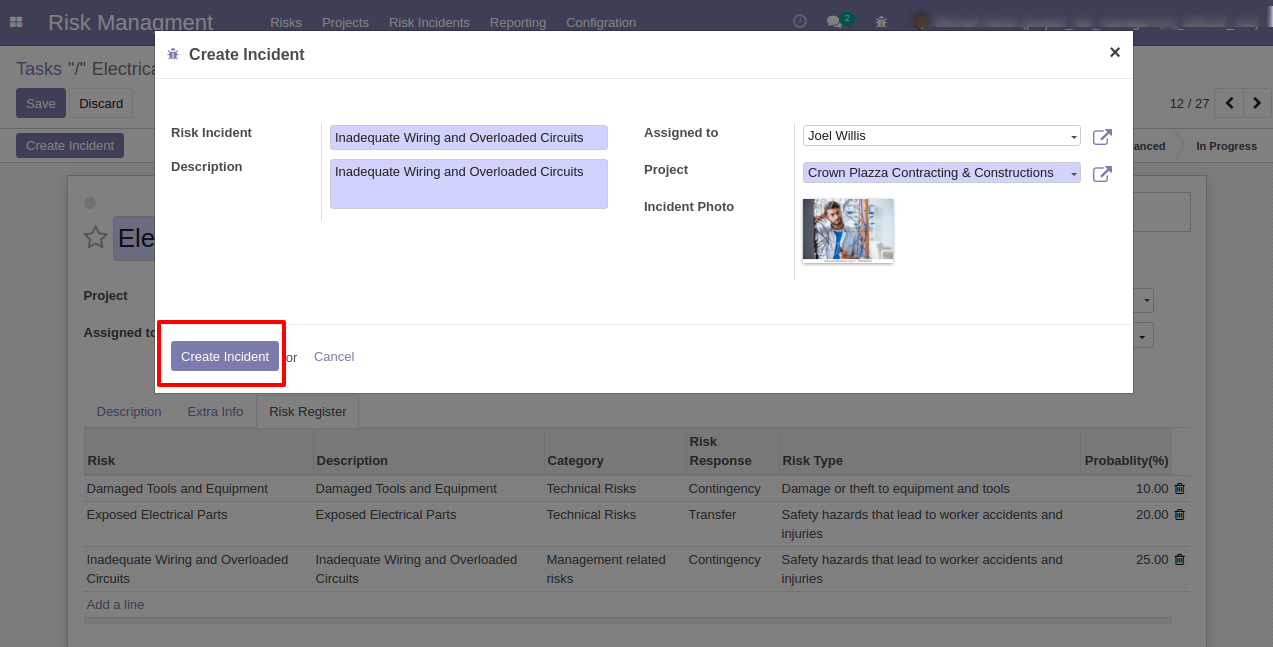 Risk Managment Risks Projects Risk Incidents Reporting Configration 2
Create Incident ×
Tasks "/" Electrica
Save Discard
12 / 27
Create Incident
anced In Progress
Risk Incident Inadequate Wiring and Overloaded Circuits
Description Inadequate Wiring and Overloaded Circuits
Assigned to Joel Willis
Project Crown Plazza Contracting & Constructions
Incident Photo
Ele
Project
Assigned to
Create Incident or Cancel
Description Extra Info Risk Register
Risk Description Category Risk Response Risk Type Probablity(%)
Damaged Tools and Equipment Damaged Tools and Equipment Technical Risks Contingency Damage or theft to equipment and tools 10.00
Exposed Electrical Parts Exposed Electrical Parts Technical Risks Transfer Safety hazards that lead to worker accidents and injuries 20.00
Inadequate Wiring and Overloaded Circuits Inadequate Wiring and Overloaded Circuits Management related risks Contingency Safety hazards that lead to worker accidents and injuries 25.00
Add a line